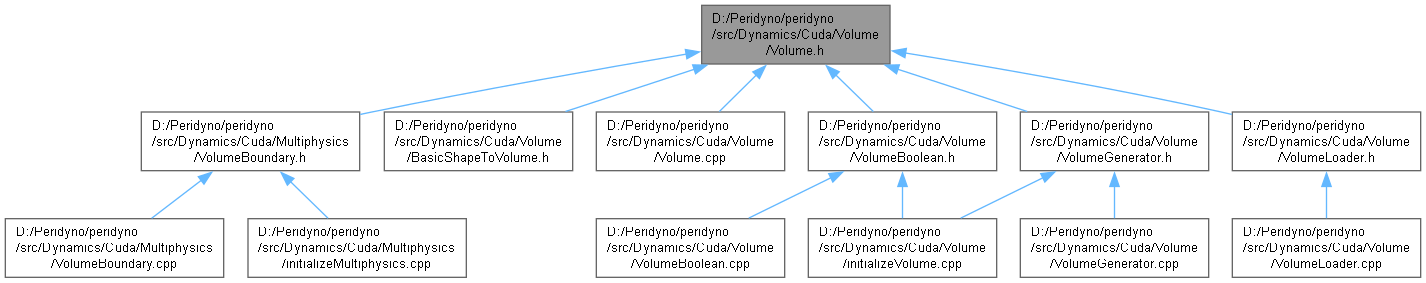 D:/Peridyno/peridyno
/src/Dynamics/Cuda/Volume
/Volume.h
D:/Peridyno/peridyno
/src/Dynamics/Cuda/Multiphysics
/VolumeBoundary.h
D:/Peridyno/peridyno
/src/Dynamics/Cuda/Volume
/BasicShapeToVolume.h
D:/Peridyno/peridyno
/src/Dynamics/Cuda/Volume
/Volume.cpp
D:/Peridyno/peridyno
/src/Dynamics/Cuda/Volume
/VolumeBoolean.h
D:/Peridyno/peridyno
/src/Dynamics/Cuda/Volume
/VolumeGenerator.h
D:/Peridyno/peridyno
/src/Dynamics/Cuda/Volume
/VolumeLoader.h
D:/Peridyno/peridyno
/src/Dynamics/Cuda/Multiphysics
/VolumeBoundary.cpp
D:/Peridyno/peridyno
/src/Dynamics/Cuda/Multiphysics
/initializeMultiphysics.cpp
D:/Peridyno/peridyno
/src/Dynamics/Cuda/Volume
/VolumeBoolean.cpp
D:/Peridyno/peridyno
/src/Dynamics/Cuda/Volume
/initializeVolume.cpp
D:/Peridyno/peridyno
/src/Dynamics/Cuda/Volume
/VolumeGenerator.cpp
D:/Peridyno/peridyno
/src/Dynamics/Cuda/Volume
/VolumeLoader.cpp